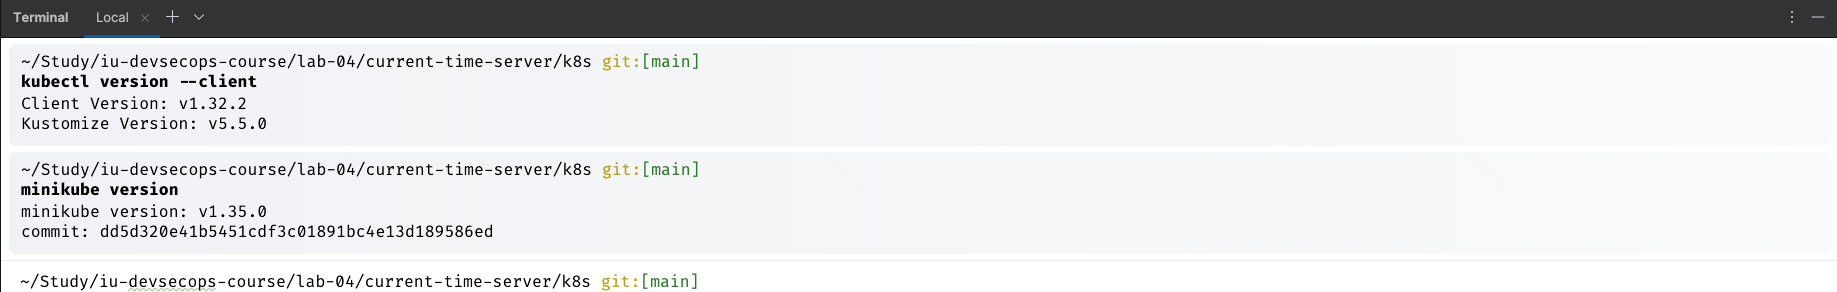 Terminal Local
~/Study/iu-devsecops-course/lab-04/current-time-server/k8s git:[main]
kubectl version --client
Client Version: v1.32.2
Kustomize Version: v5.5.0
~/Study/iu-devsecops-course/lab-04/current-time-server/k8s git:[main]
minikube version
minikube version: v1.35.0
commit: dd5d320e41b5451cdf3c01891bc4e13d189586ed
~/Study/iu-devsecops-course/lab-04/current-time-server/k8s git:[main]